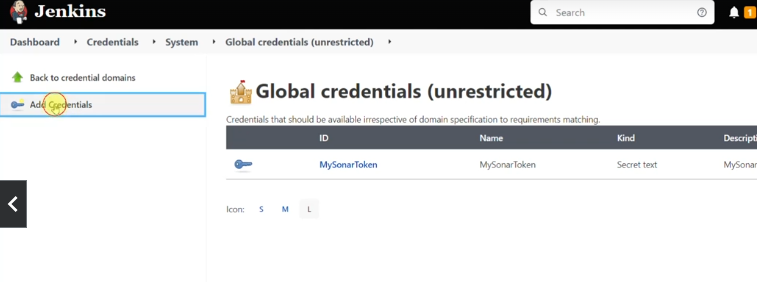 Jenkins
Search
1
Dashboard Credentials System Global credentials (unrestricted)
Back to credential domains
Add Credentials
Global credentials (unrestricted)
Credentials that should be available irrespective of domain specification to requirements matching.
ID Name Kind Descripti
MySonarToken MySonarToken Secret text MySonar
Icon: S M L